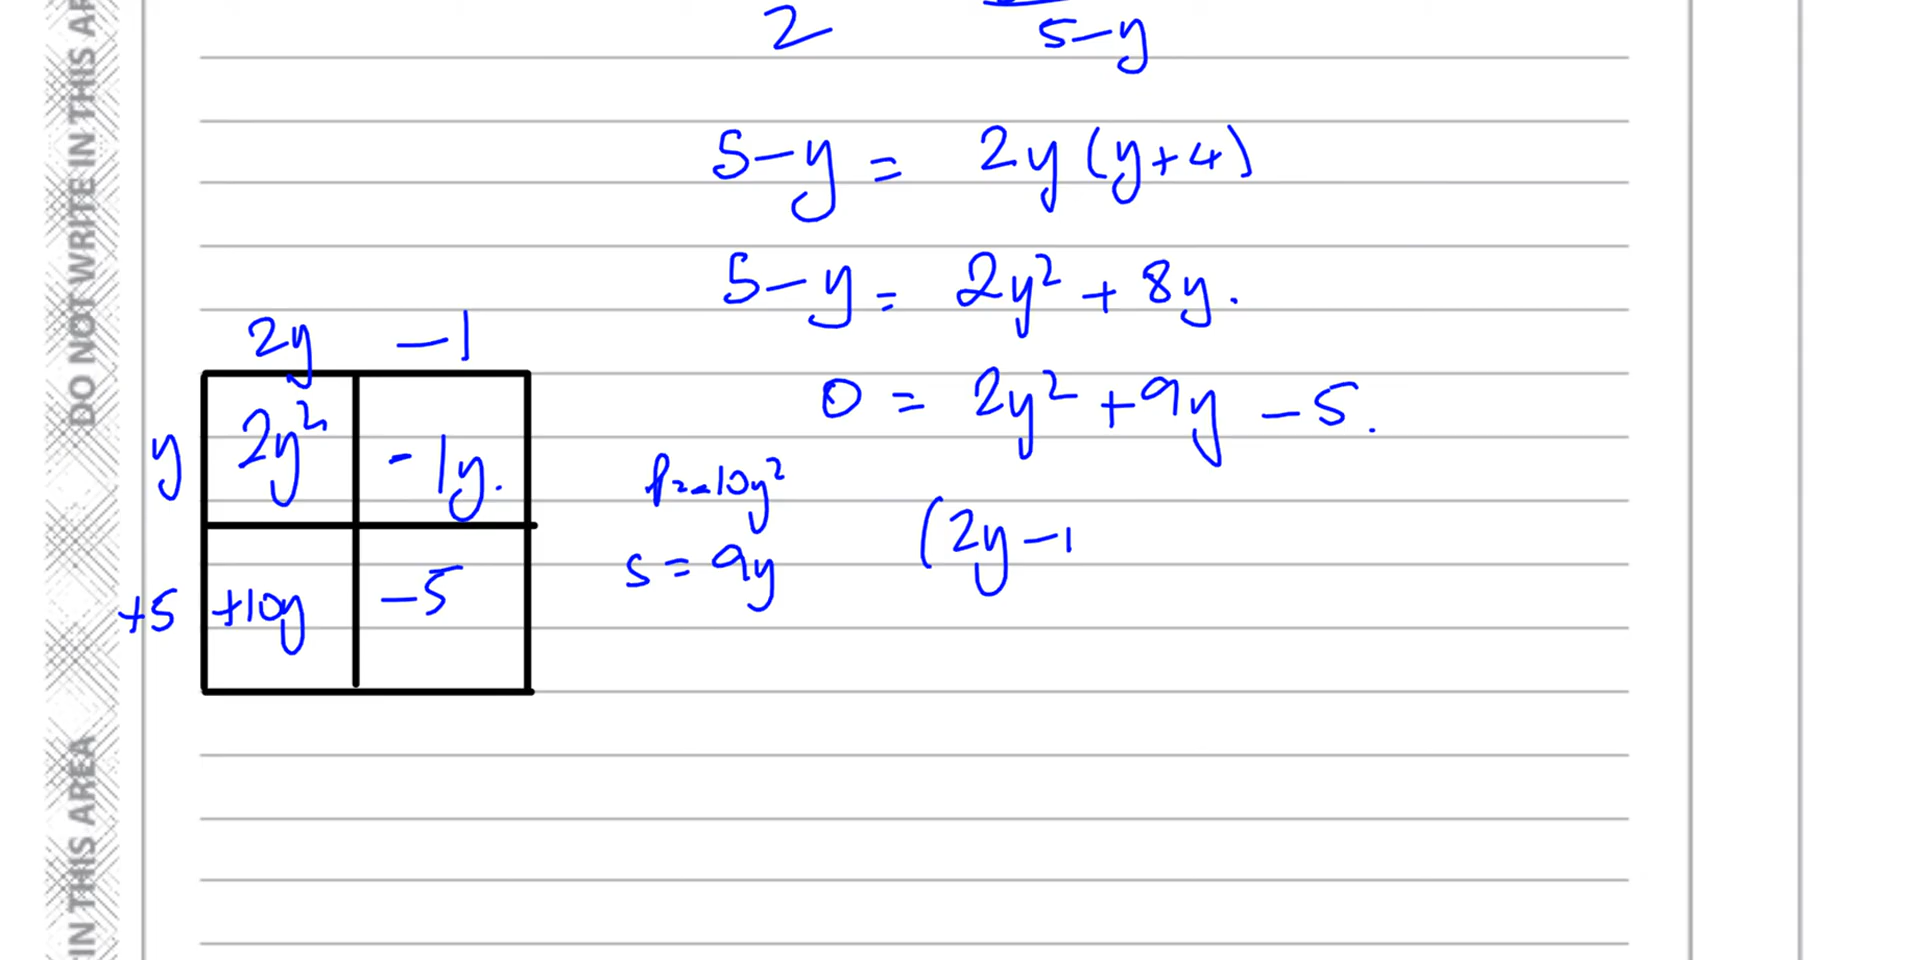 2 5-y
5-y = 2y(y+4)
5-y = 2y² + 8y.
0 = 2y² + 9y - 5.
2y -1
y 2y² -1y.
+5 +10y -5
P=-10y²
s = 9y
(2y-1
DO NOT WRITE IN THIS AR
IN THIS AREA